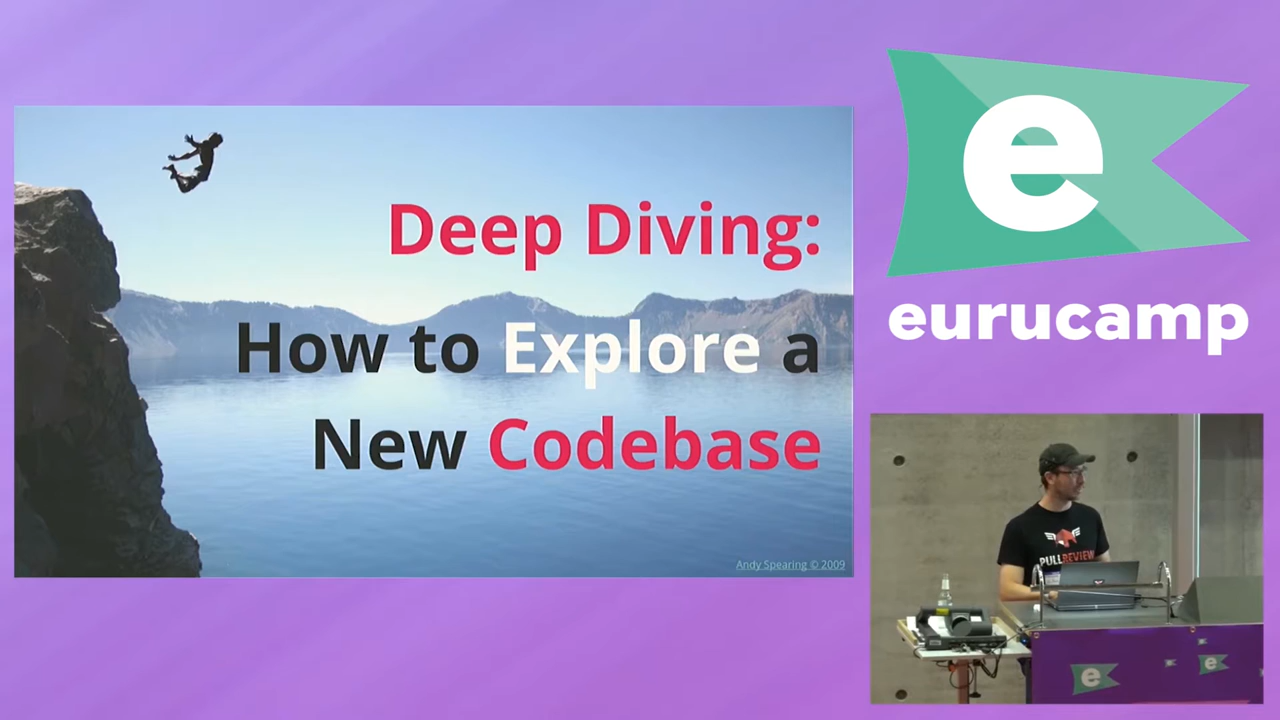 Deep Diving:
How to Explore a
New Codebase
Andy Spearing © 2009
e
eurucamp
PULLREVIEW
e
e